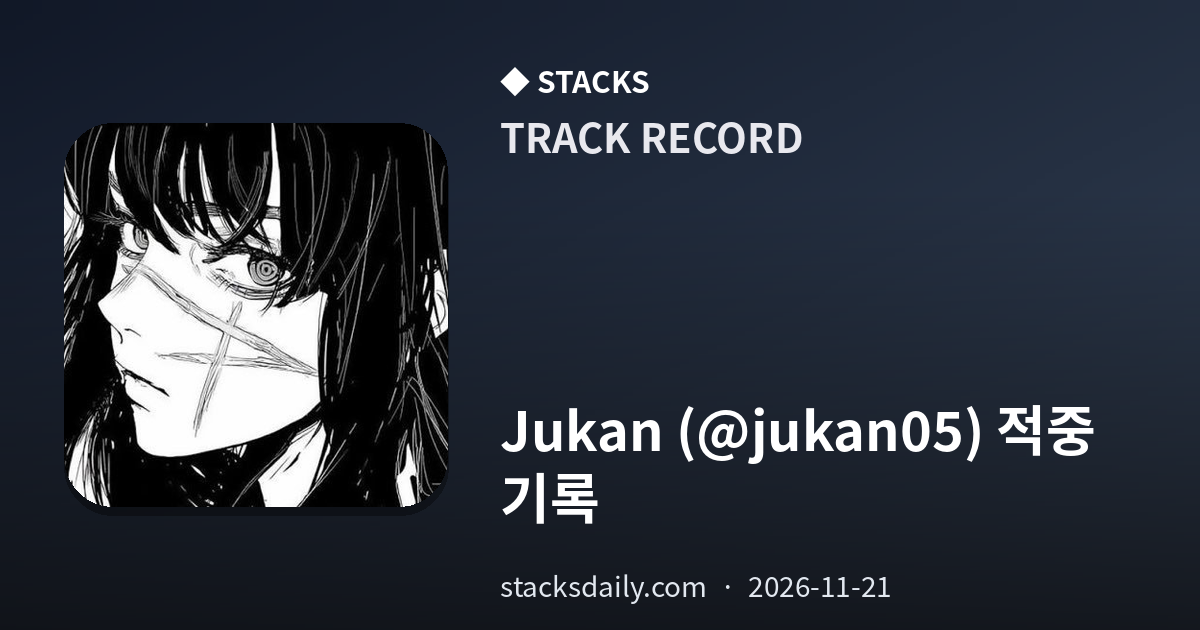 ◆ STACKS
TRACK RECORD
Jukan (@jukan05) 적중
기록
stacksdaily.com · 2026-11-21